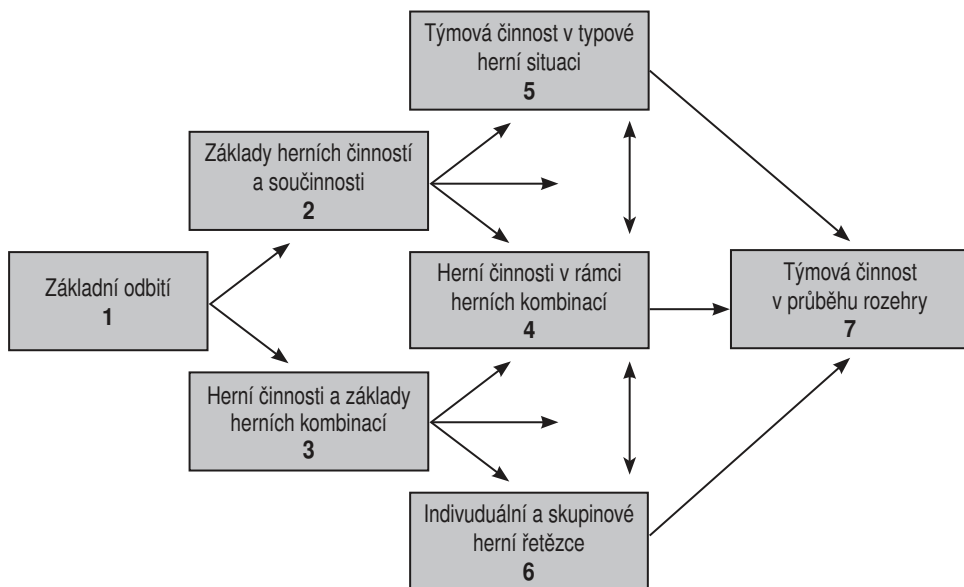 Týmová činnost v typové
herní situaci
5
Základy herních činností
a součinnosti
2
Základní odbití
1
Herní činnosti v rámci
herních kombinací
4
Týmová činnost
v průběhu rozehry
7
Herní činnosti a základy
herních kombinací
3
Indivuduální a skupinové
herní řetězce
6